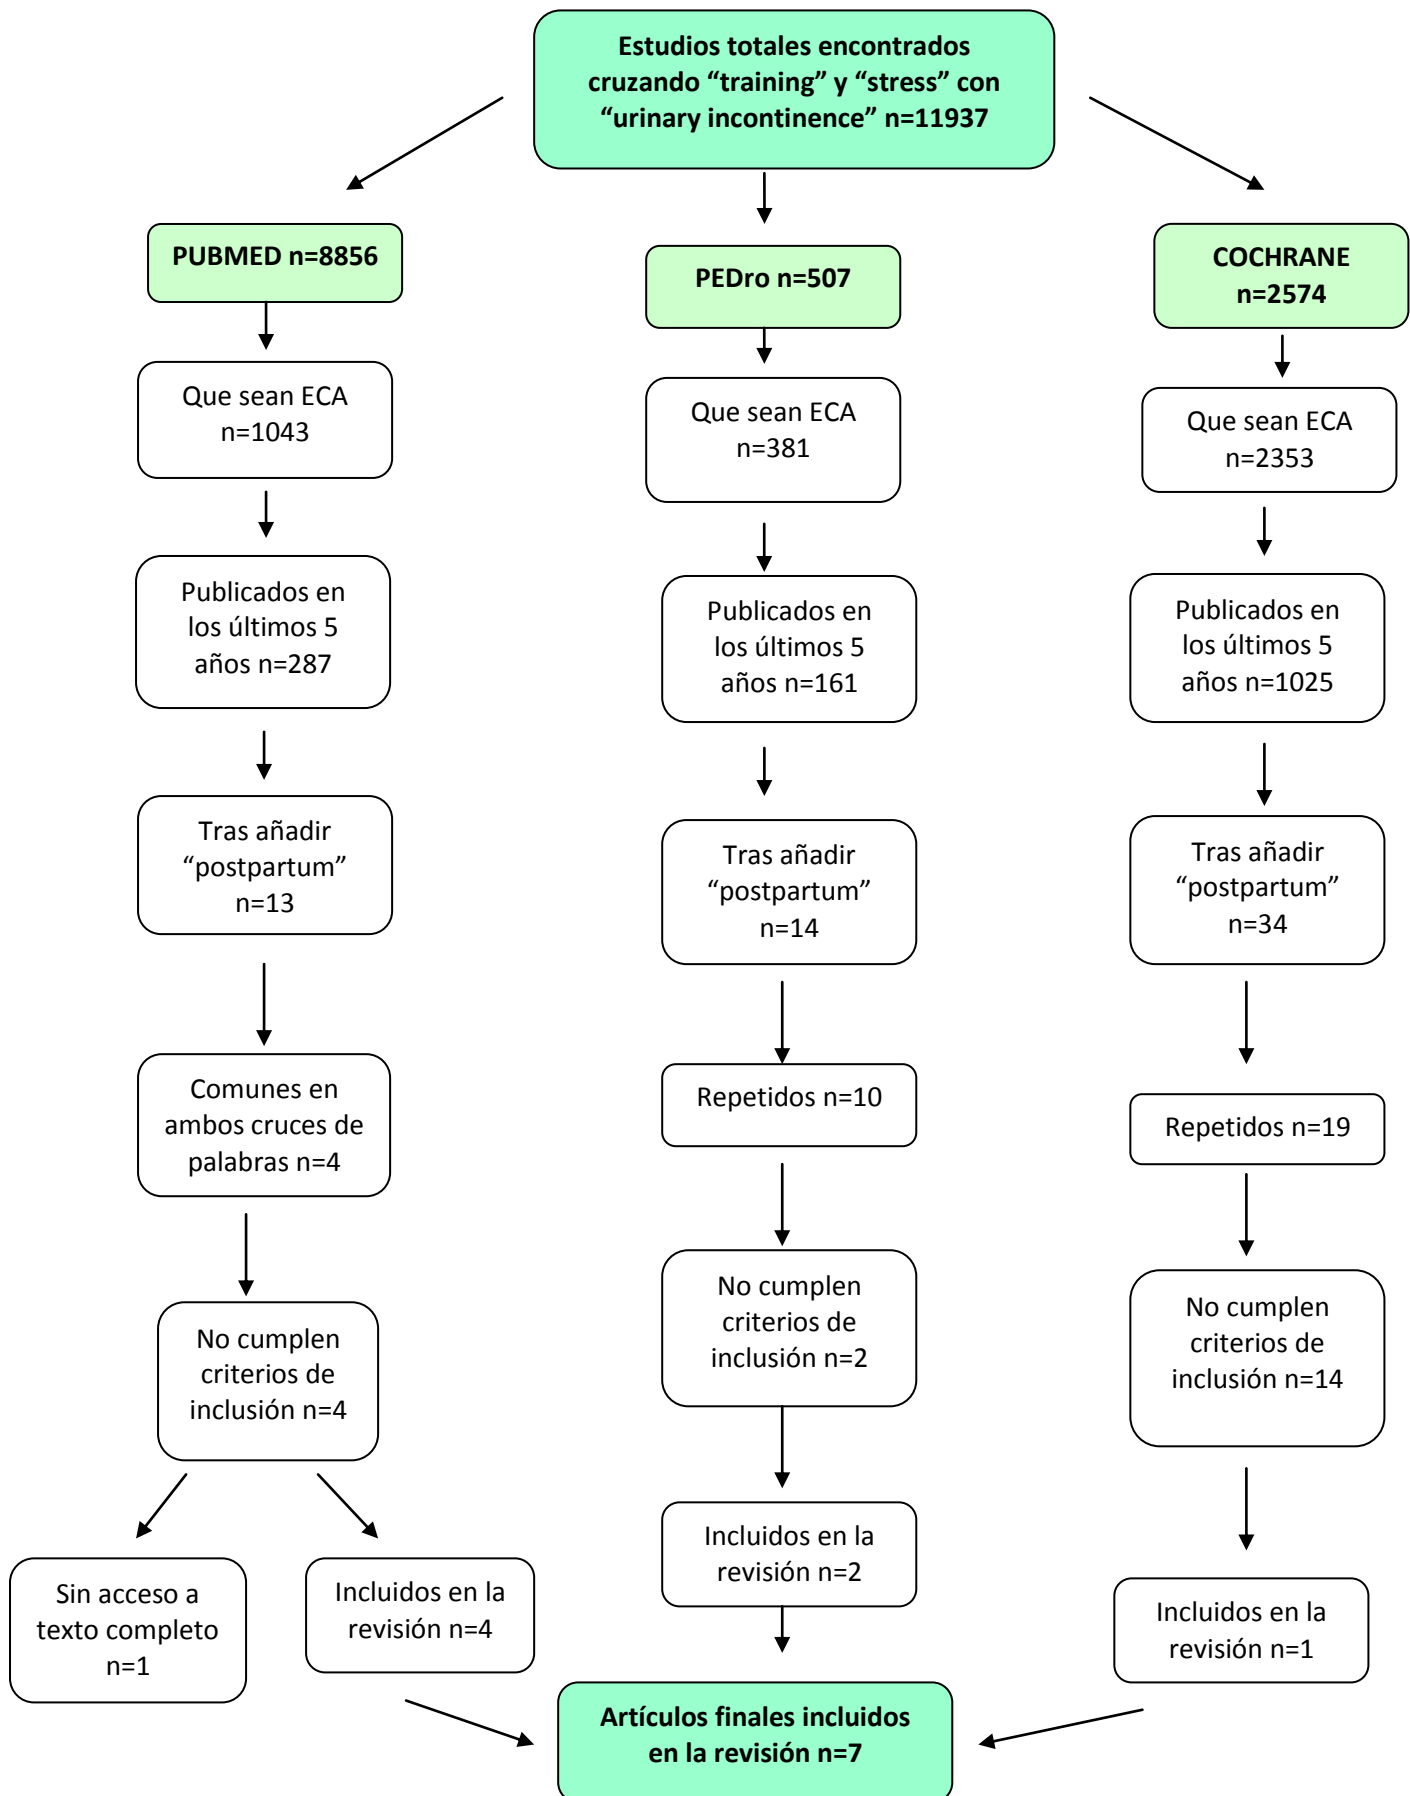 Estudios totales encontrados
cruzando “training” y “stress” con
“urinary incontinence” n=11937
PUBMED n=8856
Que sean ECA
n=1043
Publicados en
los últimos 5
años n=287
Tras añadir
“postpartum”
n=13
Comunes en
ambos cruces de
palabras n=4
No cumplen
criterios de
inclusión n=4
Sin acceso a
texto completo
n=1
Incluidos en la
revisión n=4
PEDro n=507
Que sean ECA
n=381
Publicados en
los últimos 5
años n=161
Tras añadir
“postpartum”
n=14
Repetidos n=10
No cumplen
criterios de
inclusión n=2
Incluidos en la
revisión n=2
COCHRANE
n=2574
Que sean ECA
n=2353
Publicados en
los últimos 5
años n=1025
Tras añadir
“postpartum”
n=34
Repetidos n=19
No cumplen
criterios de
inclusión n=14
Incluidos en la
revisión n=1
Artículos finales incluidos
en la revisión n=7